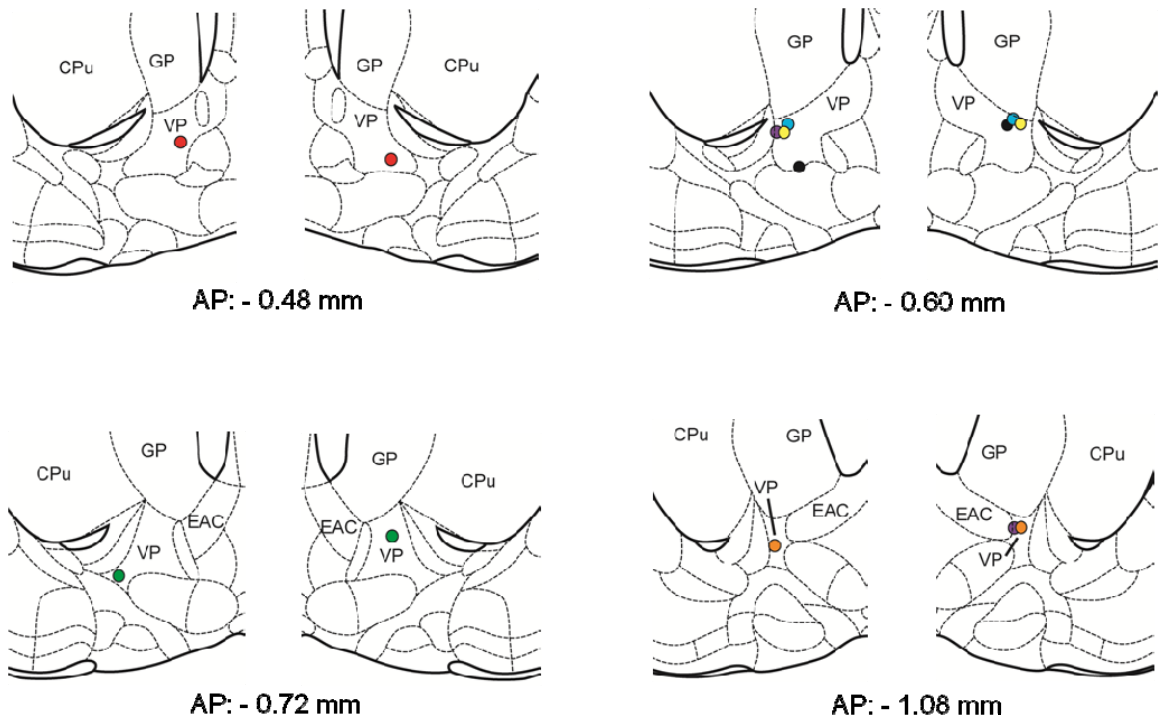 CPu GP VP
GP CPu VP
AP: - 0.48 mm
GP VP
GP VP
AP: - 0.60 mm
GP CPu EAC VP
GP CPu EAC VP
AP: - 0.72 mm
CPu GP VP EAC
GP CPu EAC VP
AP: - 1.08 mm